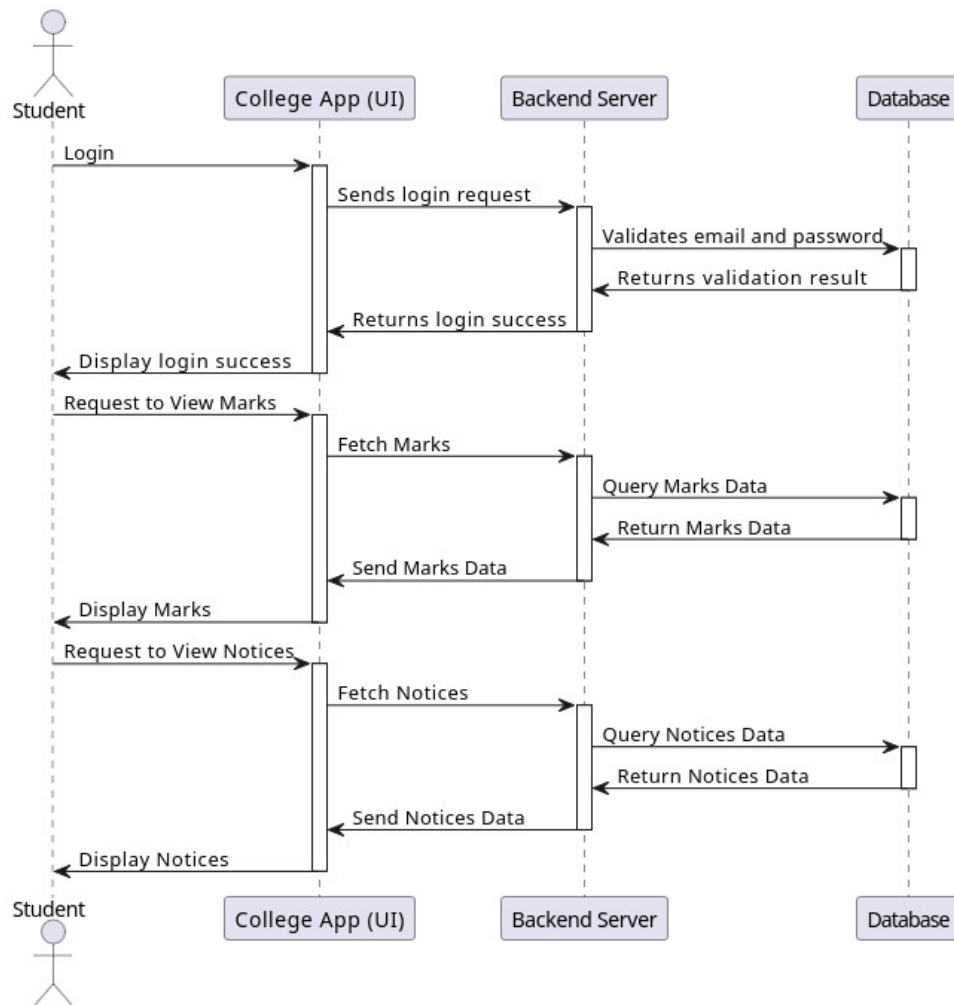 Student
College App (UI)
Backend Server
Database
Login
Sends login request
Validates email and password
Returns validation result
Returns login success
Display login success
Request to View Marks
Fetch Marks
Query Marks Data
Return Marks Data
Send Marks Data
Display Marks
Request to View Notices
Fetch Notices
Query Notices Data
Return Notices Data
Send Notices Data
Display Notices
Student
College App (UI)
Backend Server
Database